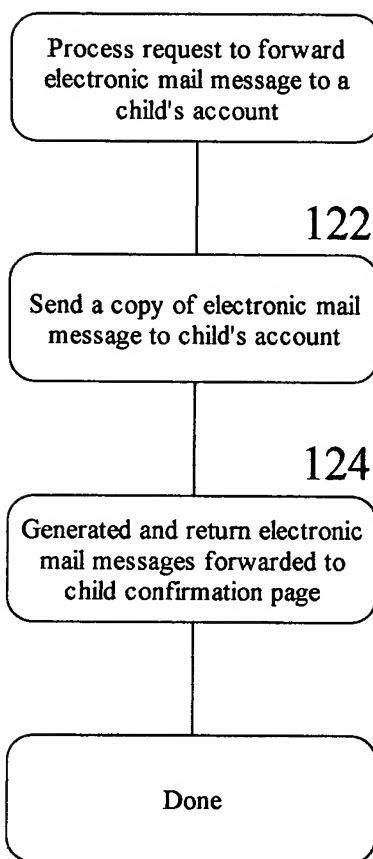 Process request to forward
electronic mail message to a
child's account
122
Send a copy of electronic mail
message to child's account
124
Generated and return electronic
mail messages forwarded to
child confirmation page
Done